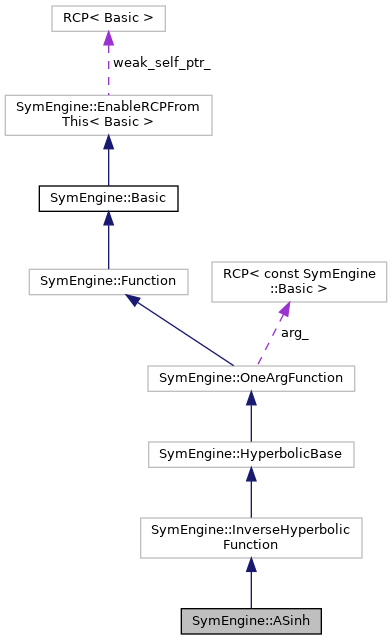 RCP< Basic >
weak_self_ptr_
SymEngine::EnableRCPFrom
This< Basic >
SymEngine::Basic
SymEngine::Function
RCP< const SymEngine
::Basic >
arg_
SymEngine::OneArgFunction
SymEngine::HyperbolicBase
SymEngine::InverseHyperbolic
Function
SymEngine::ASinh